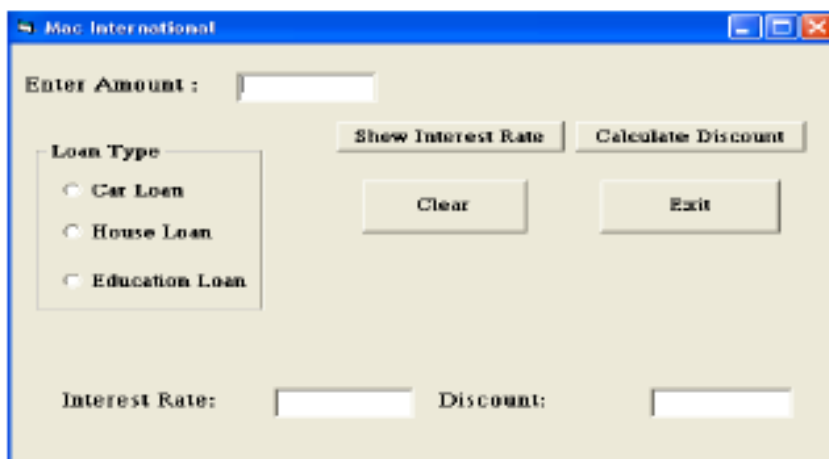 Mac International
Enter Amount :
Show Interest Rate
Calculate Discount
Loan Type
Car Loan
House Loan
Education Loan
Clear
Exit
Interest Rate:
Discount: